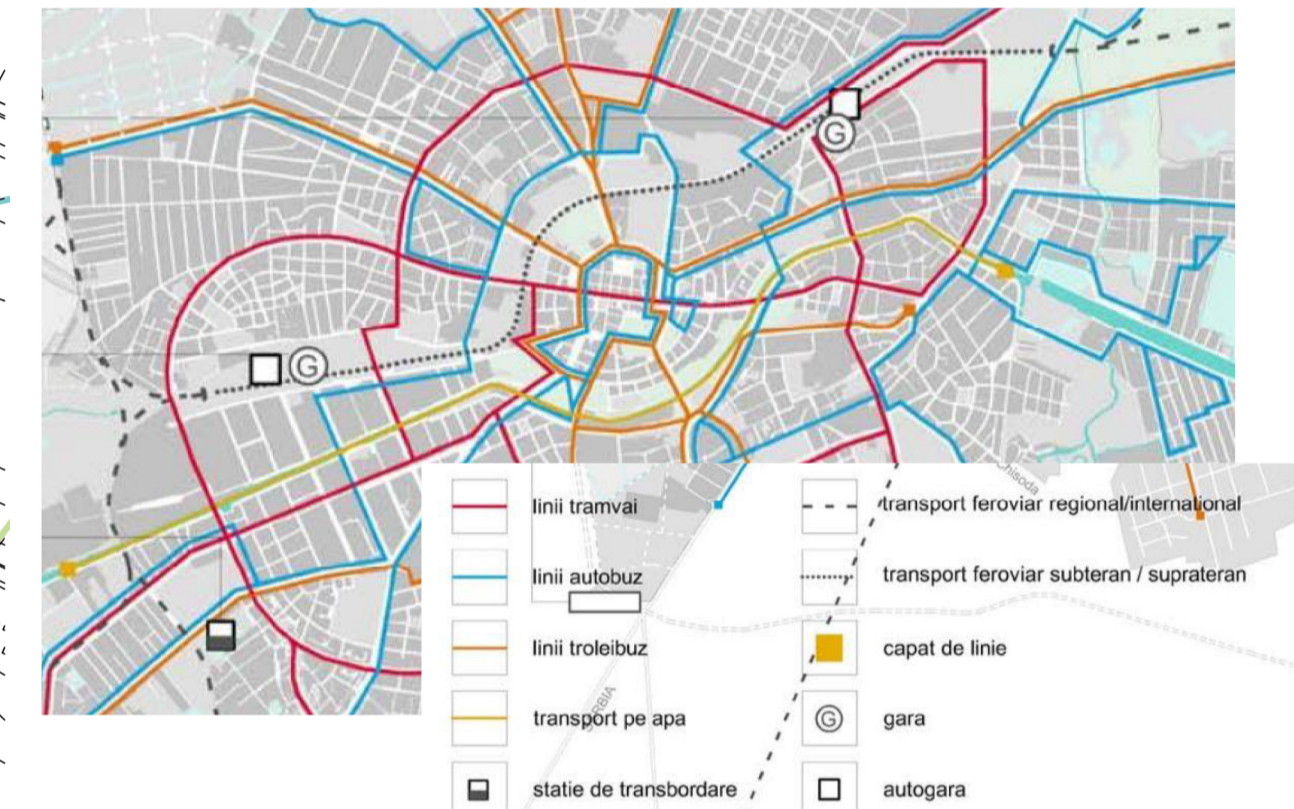 G
G
Chisoda
linii tramvai
transport feroviar regional/international
linii autobuz
transport feroviar subteran / suprateran
linii troleibuz
capat de linie
SERBIA
transport pe apa
G
gara
statie de transbordare
autogara